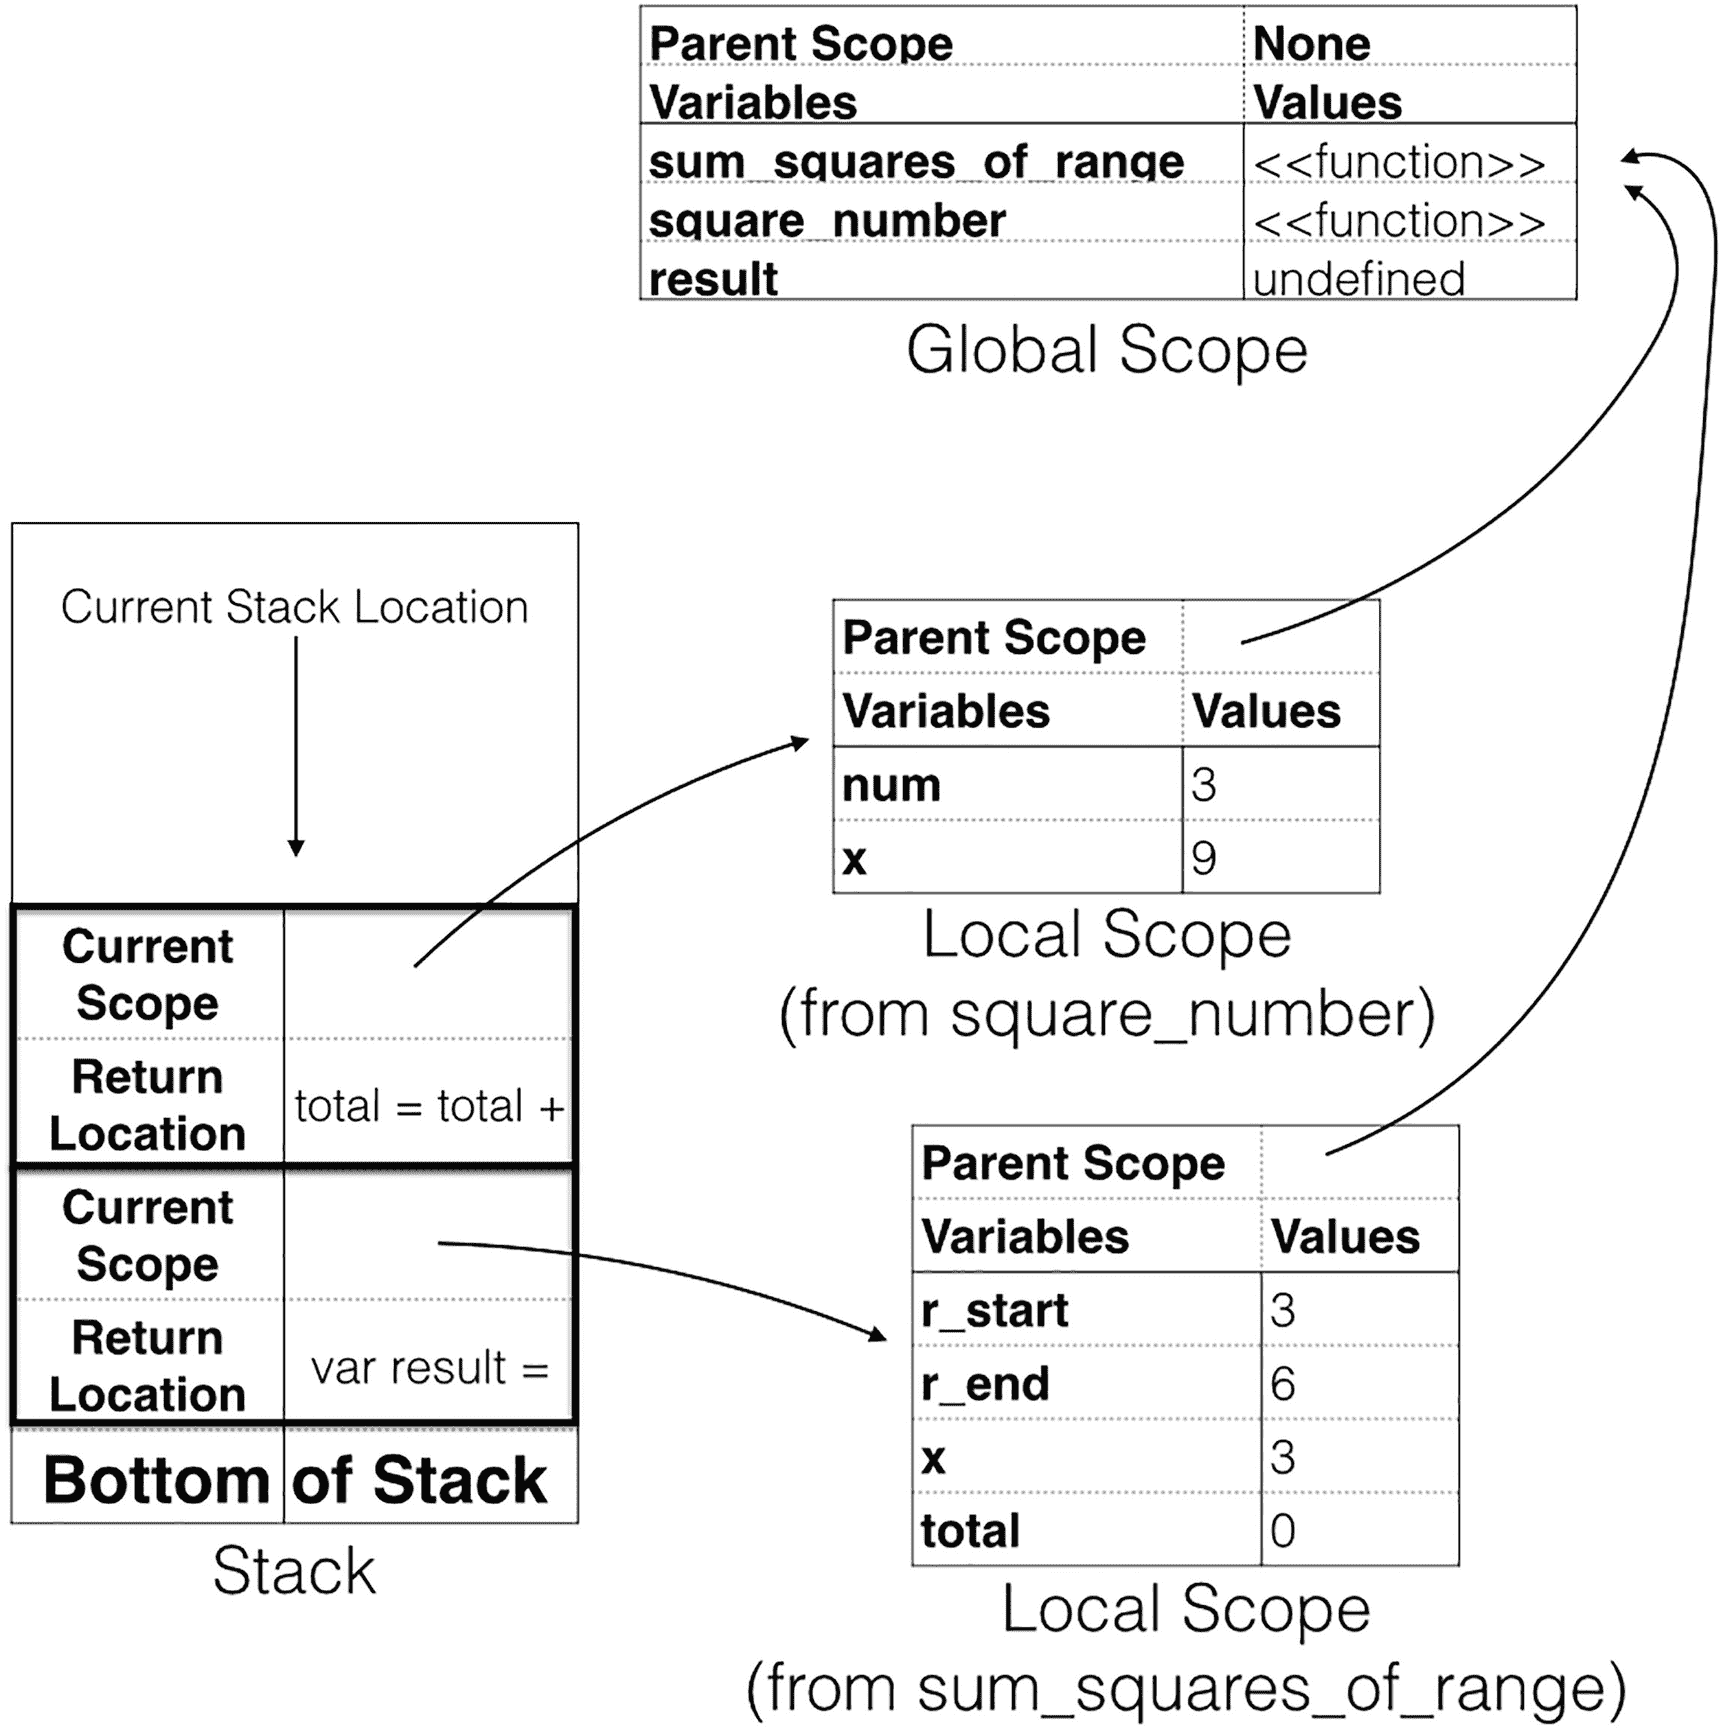 Parent Scope None
Variables Values
sum_squares_of_range <<function>>
square_number <<function>>
result undefined
Global Scope
Current Stack Location
Current
Scope
Return
Location
total = total +
Current
Scope
Return
Location
var result =
Bottom of Stack
Stack
Parent Scope
Variables Values
num 3
x 9
Local Scope
(from square_number)
Parent Scope
Variables Values
r_start 3
r_end 6
x 3
total 0
Local Scope
(from sum_squares_of_range)